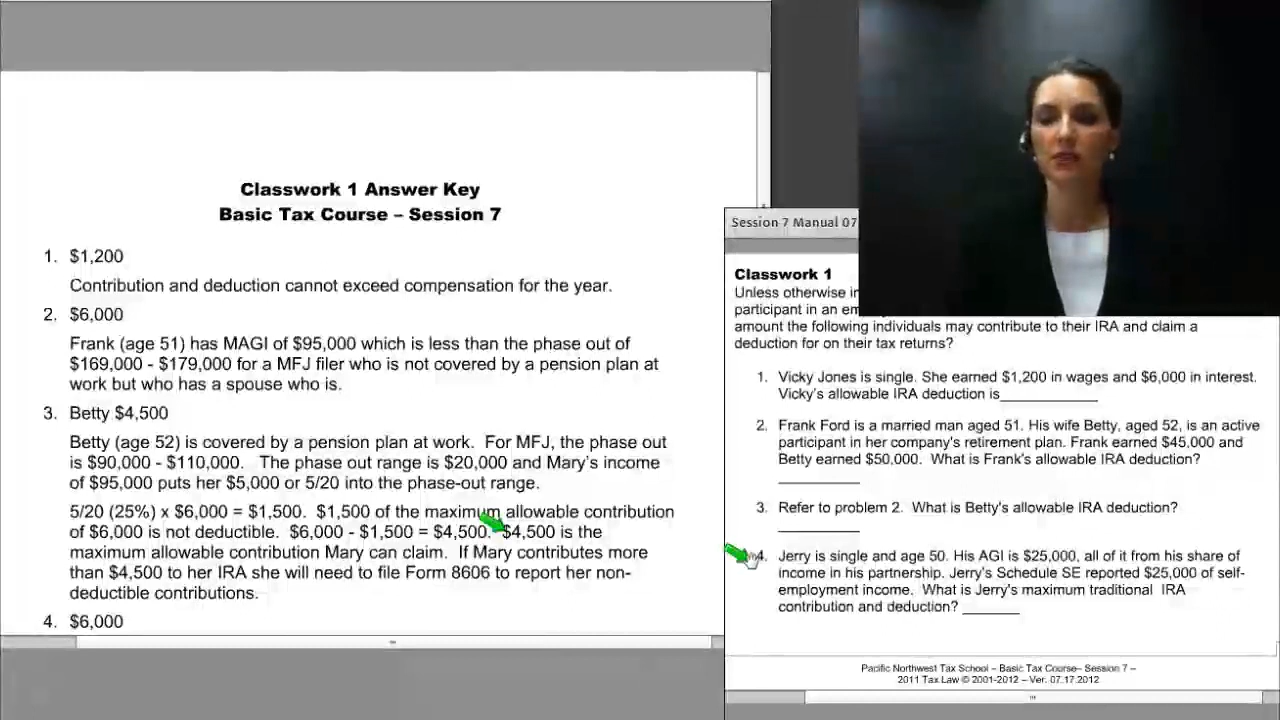 Classwork 1 Answer Key
Basic Tax Course – Session 7
1. $1,200
Contribution and deduction cannot exceed compensation for the year.
2. $6,000
Frank (age 51) has MAGI of $95,000 which is less than the phase out of
$169,000 - $179,000 for a MFJ filer who is not covered by a pension plan at
work but who has a spouse who is.
3. Betty $4,500
Betty (age 52) is covered by a pension plan at work. For MFJ, the phase out
is $90,000 - $110,000. The phase out range is $20,000 and Mary's income
of $95,000 puts her $5,000 or 5/20 into the phase-out range.
5/20 (25%) x $6,000 = $1,500. $1,500 of the maximum allowable contribution
of $6,000 is not deductible. $6,000 - $1,500 = $4,500. $4,500 is the
maximum allowable contribution Mary can claim. If Mary contributes more
than $4,500 to her IRA she will need to file Form 8606 to report her non-
deductible contributions.
4. $6,000
Session 7 Manual 07
Classwork 1
Unless otherwise in
participant in an em
amount the following individuals may contribute to their IRA and claim a
deduction for on their tax returns?
1. Vicky Jones is single. She earned $1,200 in wages and $6,000 in interest.
Vicky's allowable IRA deduction is
2. Frank Ford is a married man aged 51. His wife Betty, aged 52, is an active
participant in her company's retirement plan. Frank earned $45,000 and
Betty earned $50,000. What is Frank's allowable IRA deduction?
3. Refer to problem 2. What is Betty's allowable IRA deduction?
4. Jerry is single and age 50. His AGI is $25,000, all of it from his share of
income in his partnership. Jerry's Schedule SE reported $25,000 of self-
employment income. What is Jerry's maximum traditional IRA
contribution and deduction?
Pacific Northwest Tax School – Basic Tax Course– Session 7 –
2011 Tax Law © 2001-2012 – Ver. 07.17.2012